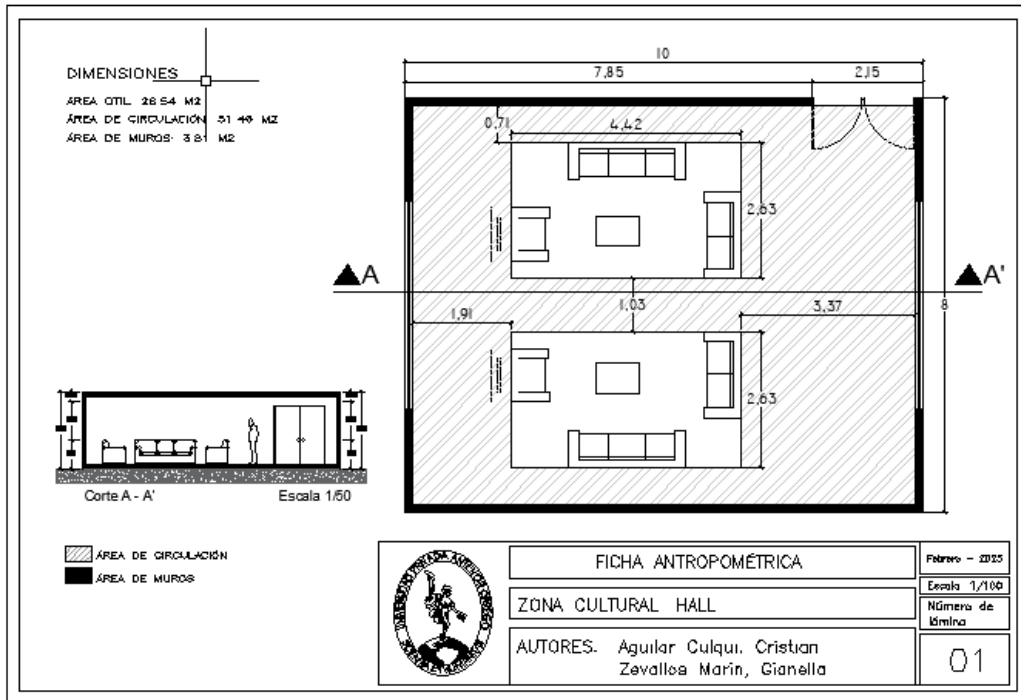 DIMENSIONES
ÁREA UTIL 26.54 M2
ÁREA DE CIRCULACIÓN 51.46 M2
ÁREA DE MUROS 3.81 M2
10
7,85
2,15
0,71
4,42
2,63
A
A'
1,91
1,03
3,37
8
2,63
Corte A - A'
Escala 1/50
ÁREA DE CIRCULACIÓN
ÁREA DE MUROS
FICHA ANTROPOMÉTRICA
ZONA CULTURAL HALL
AUTORES. Aguilar Culqui, Cristian
Zevallos Marin, Gianella
Febrero - 2025
Escala 1/100
Número de
lámina
01